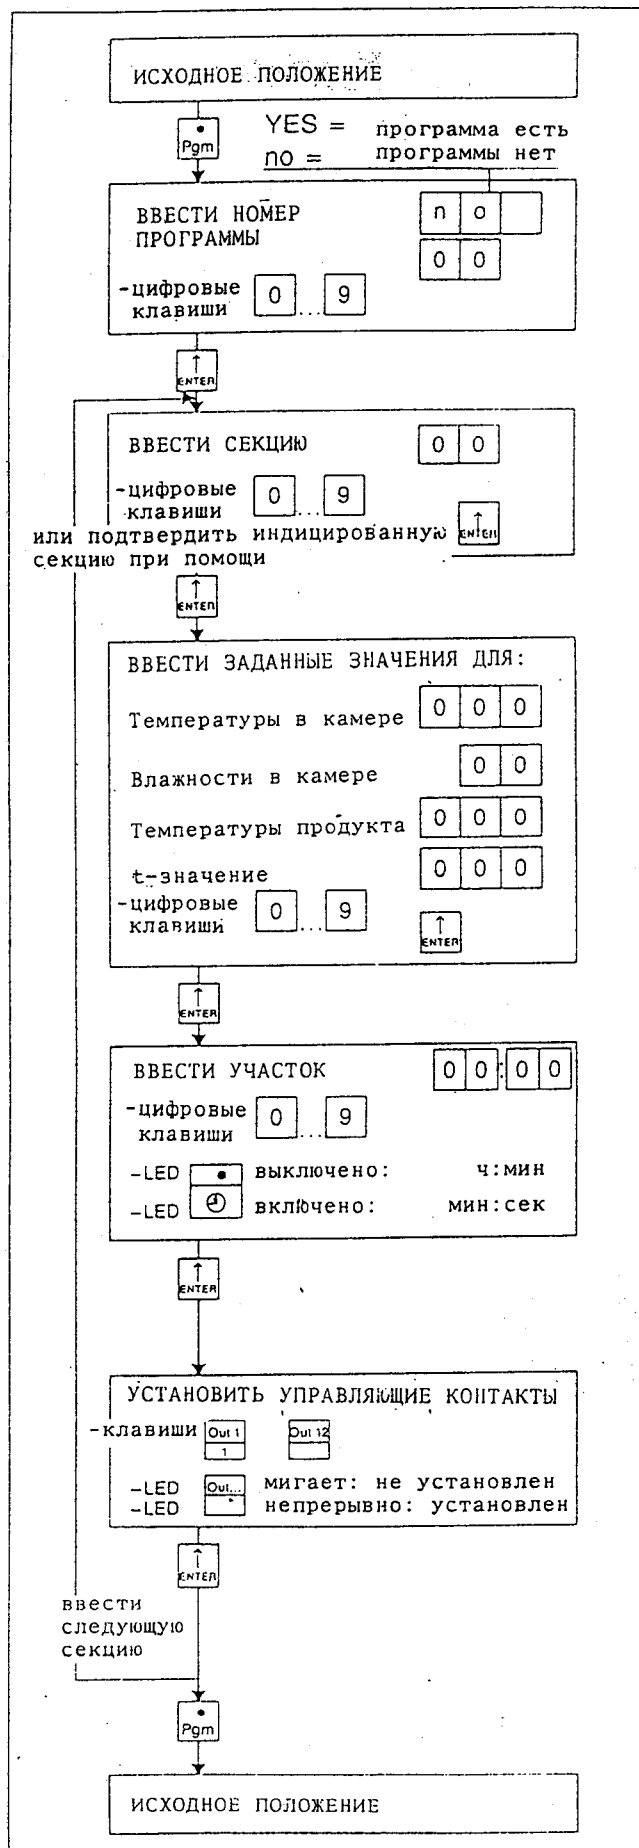 ИСХОДНОЕ ПОЛОЖЕНИЕ
Pgm
YES = программа есть
no = программы нет
ВВЕСТИ НОМЕР
ПРОГРАММЫ
n o
0 0
-цифровые
клавиши
0 ... 9
↑
ENTER
ВВЕСТИ СЕКЦИЮ
0 0
-цифровые
клавиши
0 ... 9
или подтвердить индицированную
секцию при помощи
↑
ENTER
↑
ENTER
ВВЕСТИ ЗАДАННЫЕ ЗНАЧЕНИЯ ДЛЯ:
Температуры в камере 0 0 0
Влажности в камере 0 0
Температуры продукта 0 0 0
t-значение 0 0 0
-цифровые
клавиши
0 ... 9
↑
ENTER
↑
ENTER
ВВЕСТИ УЧАСТОК 0 0 : 0 0
-цифровые
клавиши
0 ... 9
-LED выключено: ч:мин
-LED включено: мин:сек
↑
ENTER
УСТАНОВИТЬ УПРАВЛЯЮЩИЕ КОНТАКТЫ
-клавиши Out 1 Out 12
1
-LED Out... мигает: не установлен
-LED непрерывно: установлен
↑
ENTER
ввести
следующую
секцию
Pgm
ИСХОДНОЕ ПОЛОЖЕНИЕ